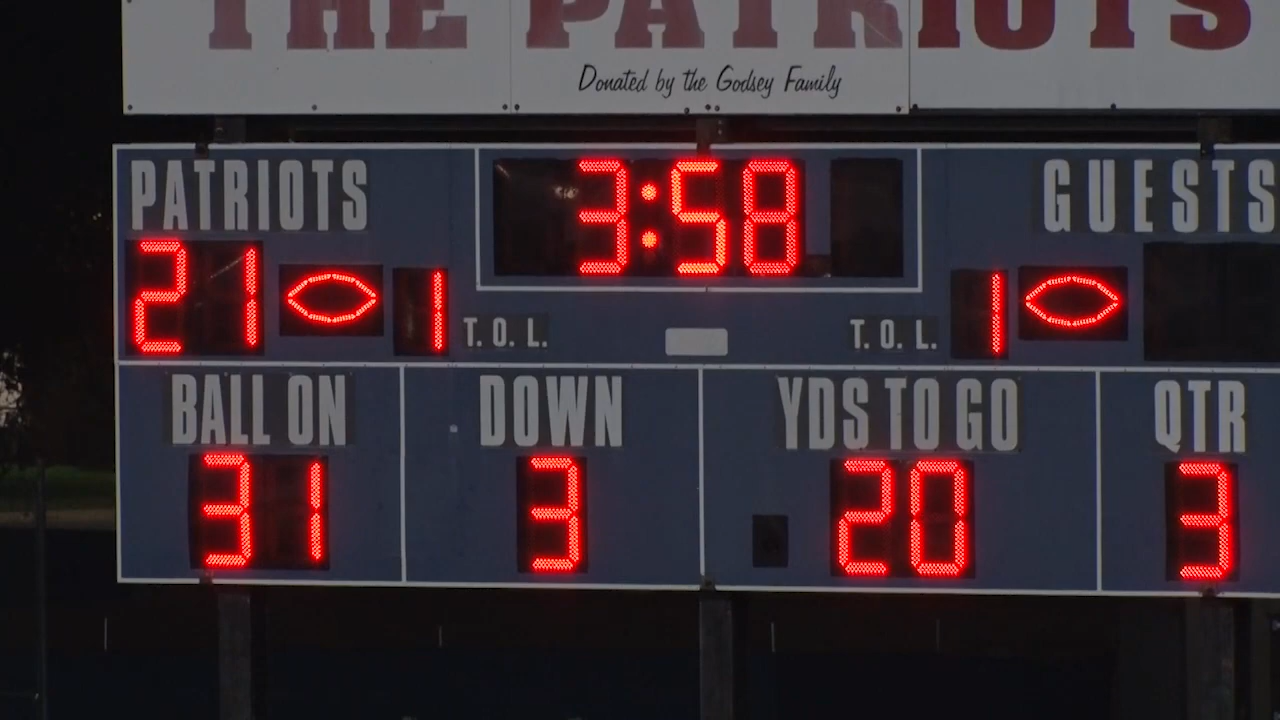 THE PATRIOTS
Donated by the Godsey Family
PATRIOTS 3:58 GUESTS
21 1 T.O.L. T.O.L. 1
BALL ON DOWN YDS TO GO QTR
31 3 20 3